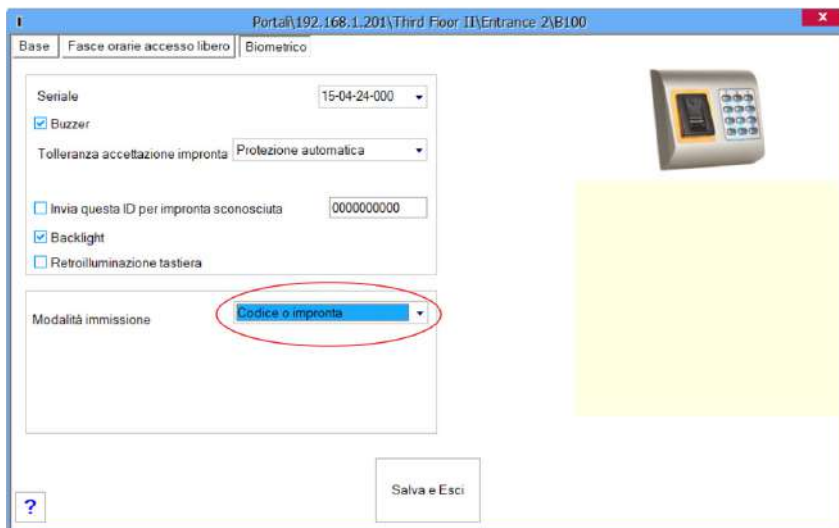 Portali\192.168.1.201\Third Floor II\Entrance 2\B100
x
Base Fasce orarie accesso libero Biometrico
Seriale 15-04-24-000
Buzzer
Tolleranza accettazione impronta Protezione automatica
Invia questa ID per impronta sconosciuta 0000000000
Backlight
Retroilluminazione tastiera
Modalità immissione Codice o impronta
Salva e Esci
?